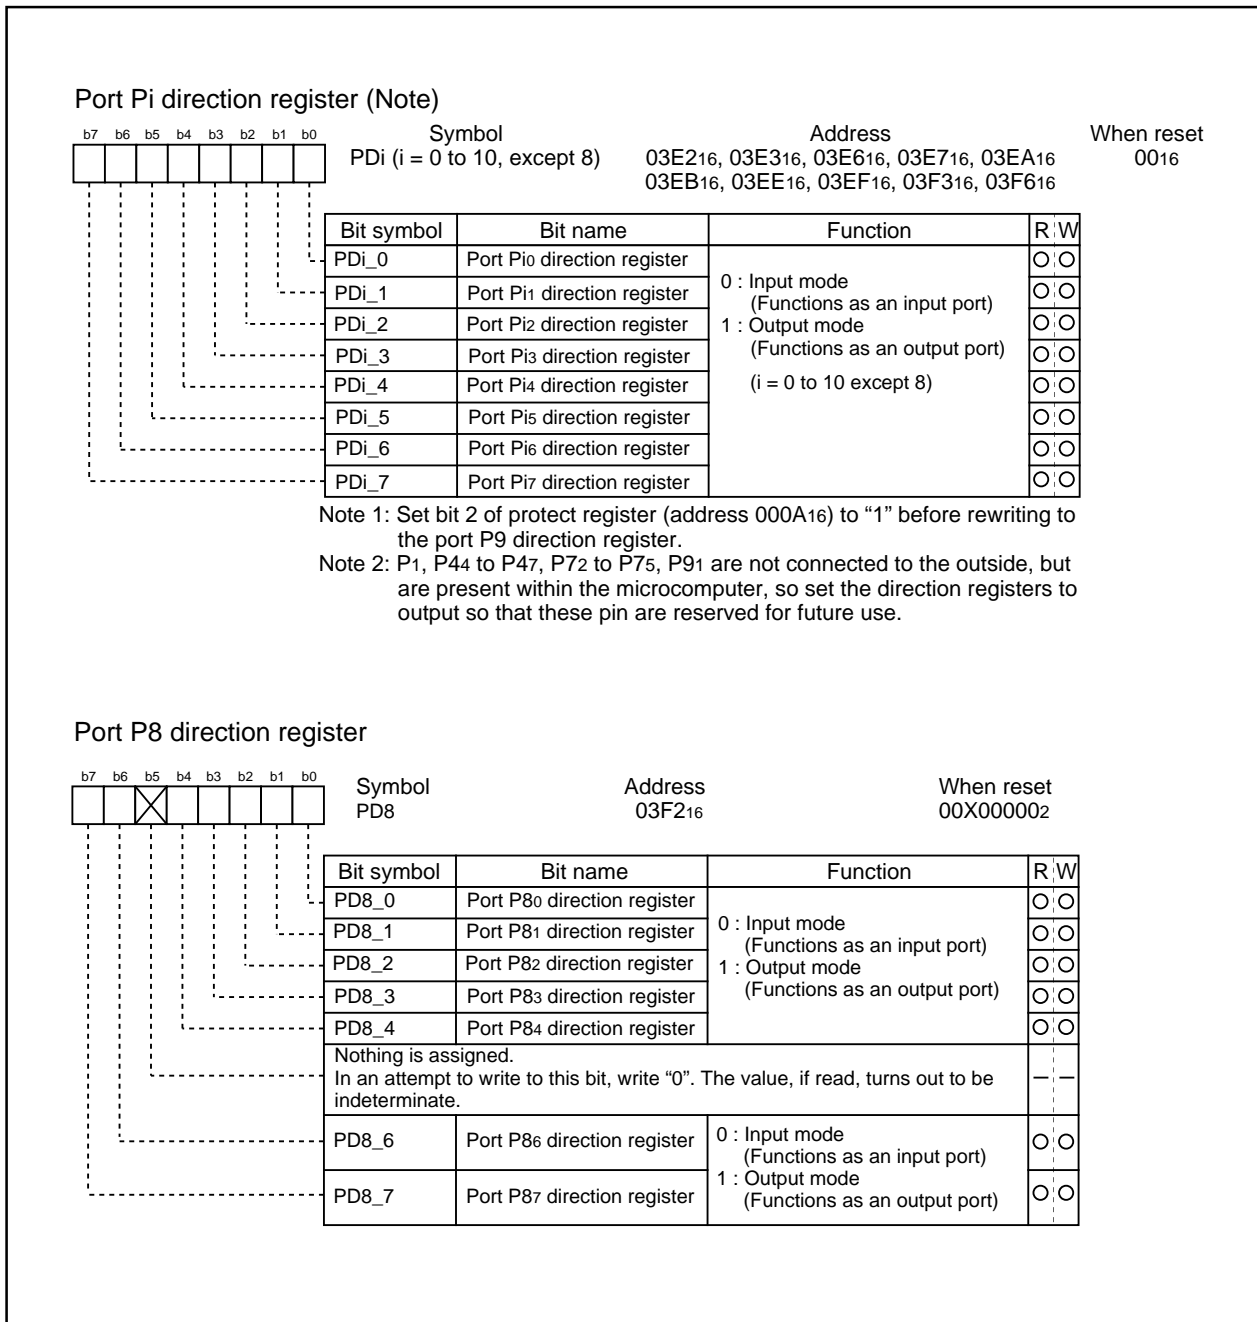 Port Pi direction register (Note)
b7 b6 b5 b4 b3 b2 b1 b0
Symbol Address When reset
PDi (i = 0 to 10, except 8) 03E216, 03E316, 03E616, 03E716, 03EA16 0016
03EB16, 03EE16, 03EF16, 03F316, 03F616
Bit symbol Bit name Function R W
PDi_0 Port Pi0 direction register
PDi_1 Port Pi1 direction register
PDi_2 Port Pi2 direction register
PDi_3 Port Pi3 direction register
PDi_4 Port Pi4 direction register
PDi_5 Port Pi5 direction register
PDi_6 Port Pi6 direction register
PDi_7 Port Pi7 direction register
0 : Input mode
(Functions as an input port)
1 : Output mode
(Functions as an output port)
(i = 0 to 10 except 8)
Note 1: Set bit 2 of protect register (address 000A16) to “1” before rewriting to
the port P9 direction register.
Note 2: P1, P44 to P47, P72 to P75, P91 are not connected to the outside, but
are present within the microcomputer, so set the direction registers to
output so that these pin are reserved for future use.
Port P8 direction register
b7 b6 b5 b4 b3 b2 b1 b0
Symbol Address When reset
PD8 03F216 00X000002
Bit symbol Bit name Function R W
PD8_0 Port P80 direction register
PD8_1 Port P81 direction register
PD8_2 Port P82 direction register
PD8_3 Port P83 direction register
PD8_4 Port P84 direction register
0 : Input mode
(Functions as an input port)
1 : Output mode
(Functions as an output port)
Nothing is assigned.
In an attempt to write to this bit, write “0”. The value, if read, turns out to be
indeterminate.
PD8_6 Port P86 direction register
PD8_7 Port P87 direction register
0 : Input mode
(Functions as an input port)
1 : Output mode
(Functions as an output port)